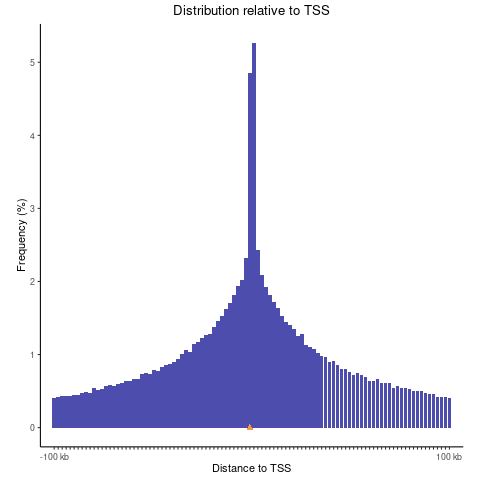 Distribution relative to TSS
Frequency (%)
5
4
3
2
1
0
-100 kb
100 kb
Distance to TSS